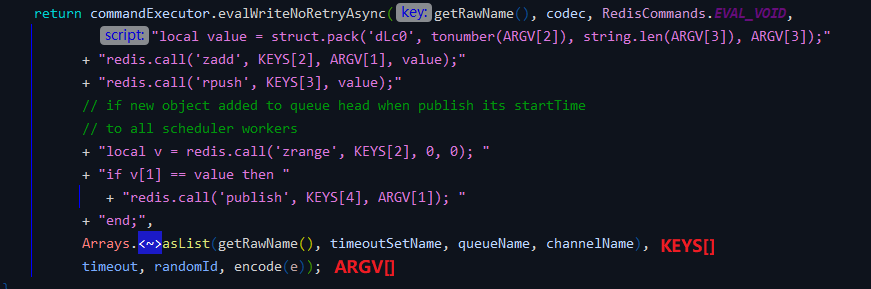 return commandExecutor.evalWriteNoRetryAsync( key: getRawName(), codec, RedisCommands.EVAL_VOID,
script: "local value = struct.pack('dLc0', tonumber(ARGV[2]), string.len(ARGV[3]), ARGV[3]);"
+ "redis.call('zadd', KEYS[2], ARGV[1], value);"
+ "redis.call('rpush', KEYS[3], value);"
// if new object added to queue head when publish its startTime
// to all scheduler workers
+ "local v = redis.call('zrange', KEYS[2], 0, 0); "
+ "if v[1] == value then "
+ "redis.call('publish', KEYS[4], ARGV[1]); "
+ "end;",
Arrays.<~>asList(getRawName(), timeoutSetName, queueName, channelName), KEYS[]
timeout, randomId, encode(e)); ARGV[]
}